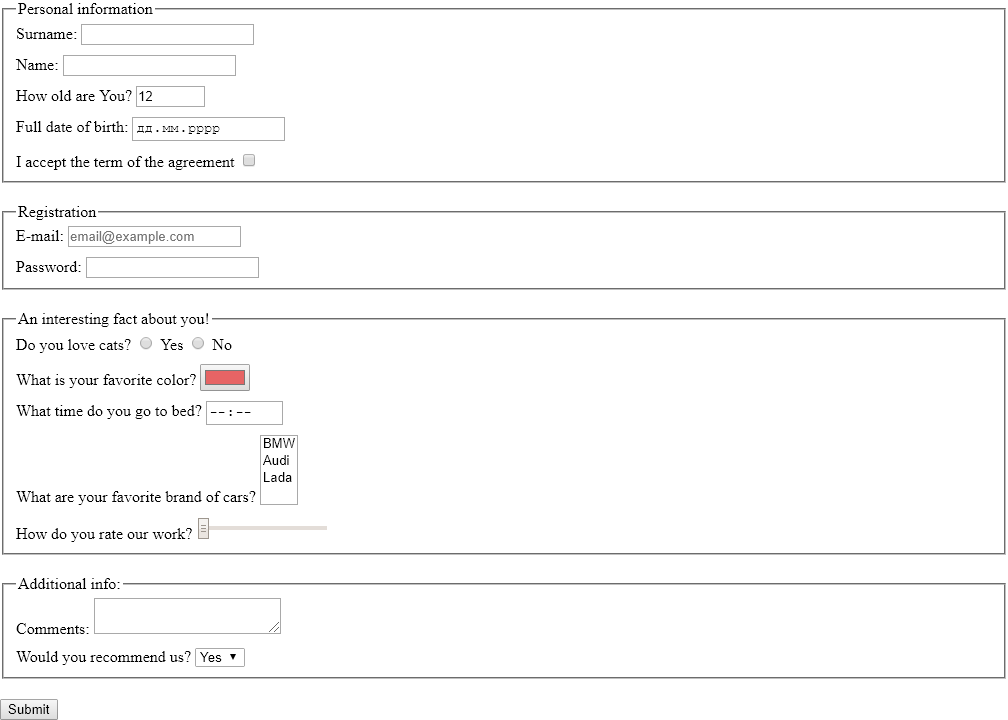 Personal information
Surname:
Name:
How old are You? 12
Full date of birth: дд.мм.рррр
I accept the term of the agreement
Registration
E-mail: email@example.com
Password:
An interesting fact about you!
Do you love cats? Yes No
What is your favorite color?
What time do you go to bed? --:--
BMW
Audi
Lada
What are your favorite brand of cars?
How do you rate our work?
Additional info:
Comments:
Would you recommend us? Yes
Submit